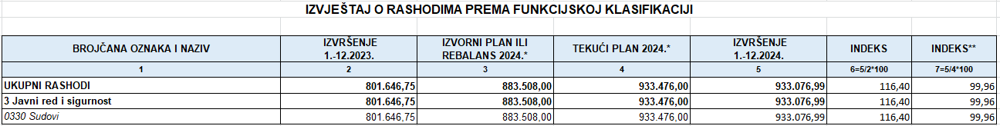 IZVJEŠTAJ O RASHODIMA PREMA FUNKCIJSKOJ KLASIFIKACIJI
BROJČANA OZNAKA I NAZIV IZVRŠENJE 1.-12.2023. IZVORNI PLAN ILI REBALANS 2024.* TEKUĆI PLAN 2024.* IZVRŠENJE 1.-12.2024. INDEKS INDEKS**
1 2 3 4 5 6=5/2*100 7=5/4*100
UKUPNI RASHODI 801.646,75 883.508,00 933.476,00 933.076,99 116,40 99,96
3 Javni red i sigurnost 801.646,75 883.508,00 933.476,00 933.076,99 116,40 99,96
0330 Sudovi 801.646,75 883.508,00 933.476,00 933.076,99 116,40 99,96